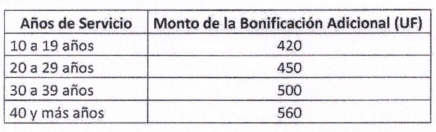 Años de Servicio Monto de la Bonificación Adicional (UF)
10 a 19 años 420
20 a 29 años 450
30 a 39 años 500
40 y más años 560